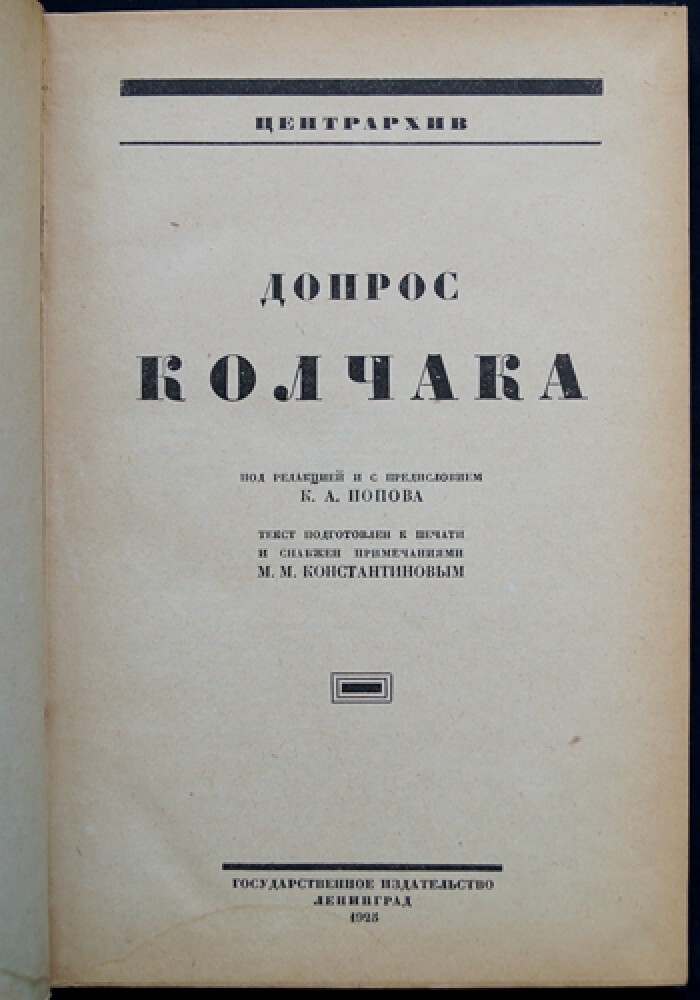 ЦЕНТРАРХИВ
ДОПРОС
КОЛЧАКА
ПОД РЕДАКЦИЕЙ И С ПРЕДИСЛОВИЕМ
К. А. ПОПОВА
ТЕКСТ ПОДГОТОВЛЕН К ПЕЧАТИ
И СНАБЖЕН ПРИМЕЧАНИЯМИ
М. М. КОНСТАНТИНОВЫМ
ГОСУДАРСТВЕННОЕ ИЗДАТЕЛЬСТВО
ЛЕНИНГРАД
1925